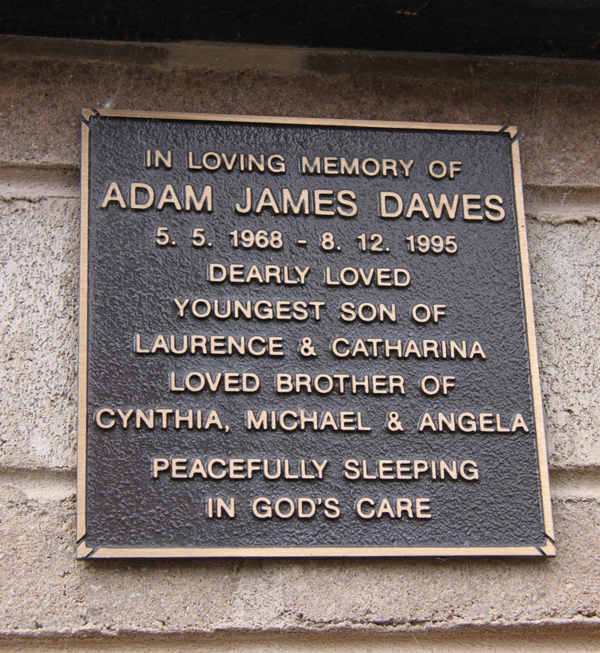 IN LOVING MEMORY OF
ADAM JAMES DAWES
5. 5. 1968 - 8. 12. 1995
DEARLY LOVED
YOUNGEST SON OF
LAURENCE & CATHARINA
LOVED BROTHER OF
CYNTHIA, MICHAEL & ANGELA
PEACEFULLY SLEEPING
IN GOD'S CARE